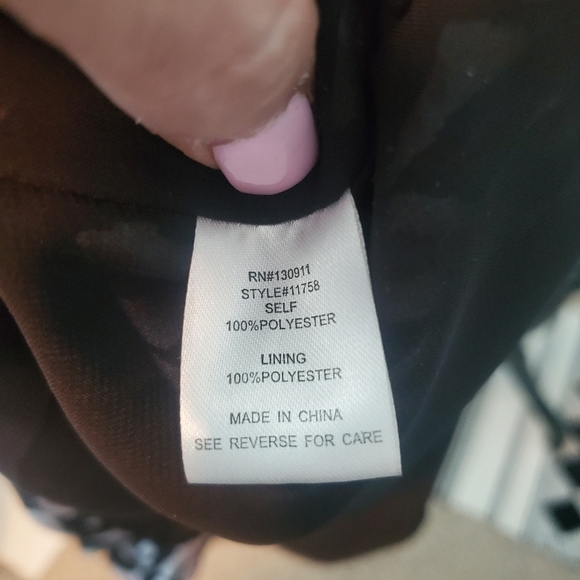 RN#130911
STYLE#11758
SELF
100%POLYESTER
LINING
100%POLYESTER
MADE IN CHINA
SEE REVERSE FOR CARE